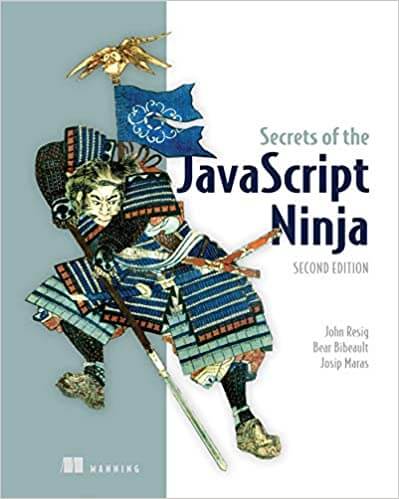 Secrets of the
JavaScript
Ninja
SECOND EDITION
John Resig
Bear Bibeault
Josip Maras
MANNING